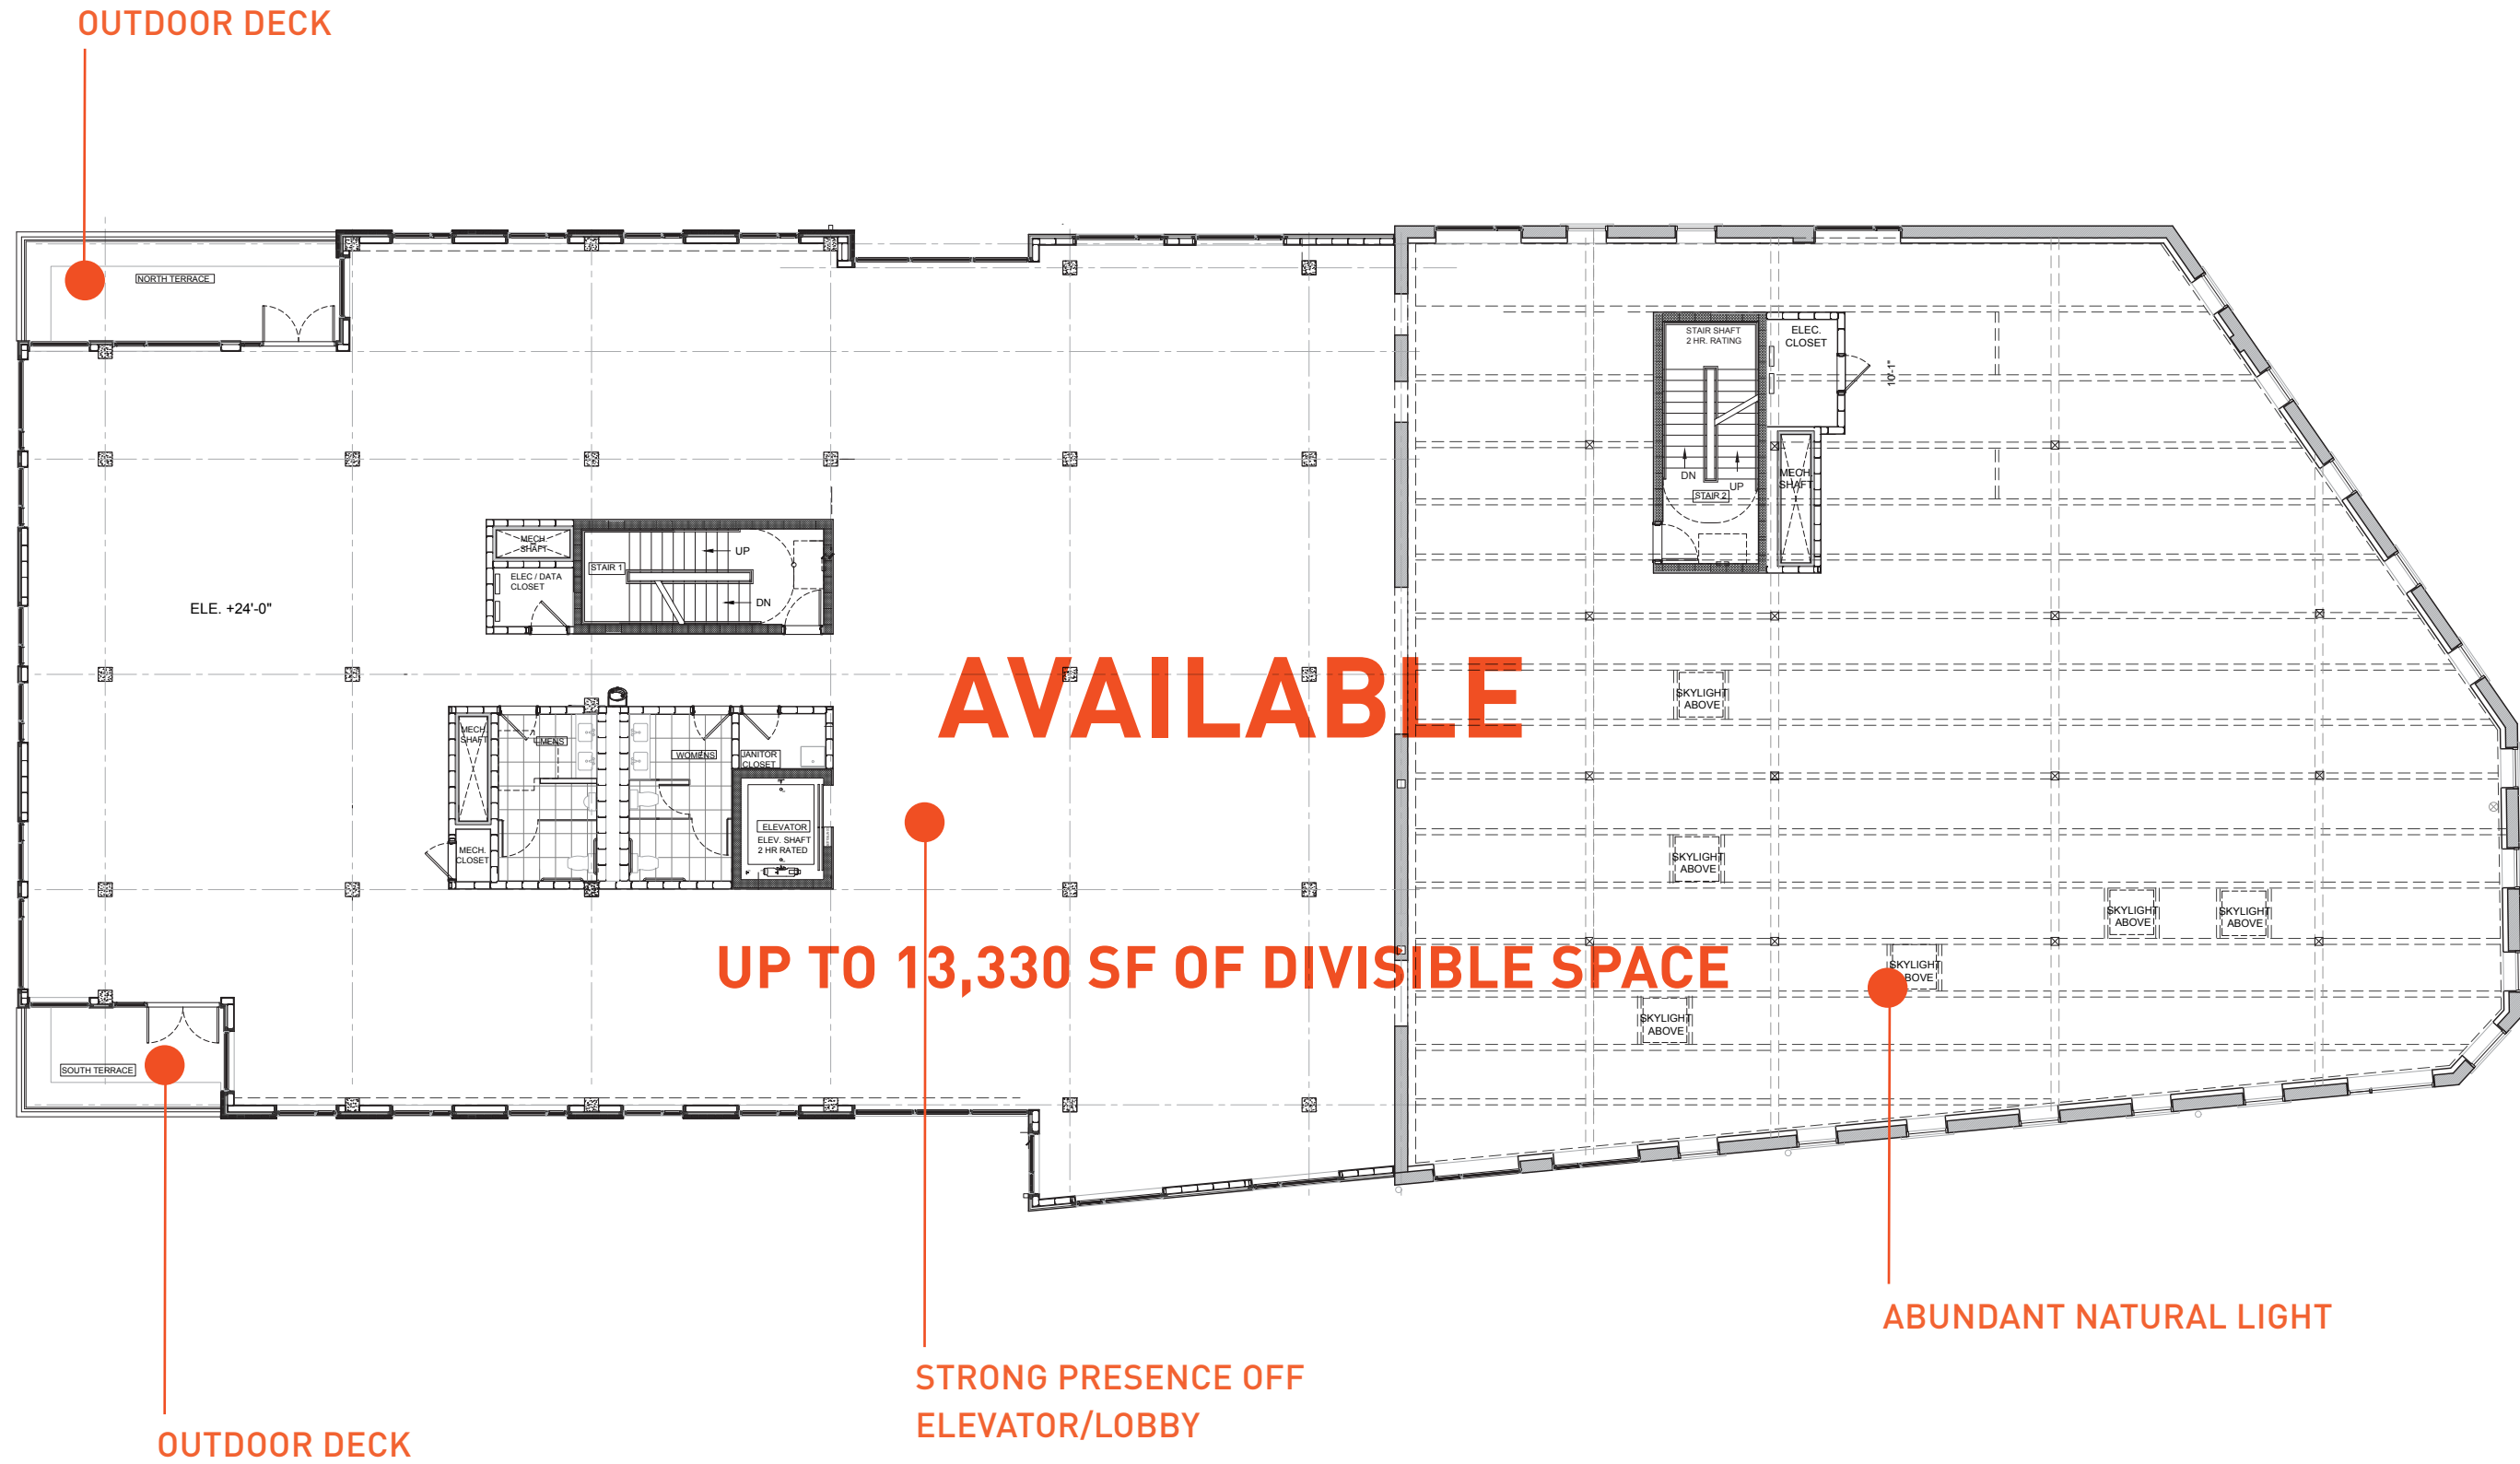 OUTDOOR DECK
NORTH TERRACE
STAIR SHAFT
2 HR. RATING
ELEC.
CLOSET
10'-1"
DN
UP
STAIR 2
MECH.
SHAFT
MECH.
SHAFT
ELEC / DATA
CLOSET
STAIR 1
UP
DN
ELE. +24'-0"
AVAILABLE
SKYLIGHT
ABOVE
MECH.
SHAFT
MENS
WOMENS
JANITOR
CLOSET
ELEVATOR
ELEV. SHAFT
2 HR RATED
MECH.
CLOSET
SKYLIGHT
ABOVE
SKYLIGHT
ABOVE
SKYLIGHT
ABOVE
UP TO 13,330 SF OF DIVISIBLE SPACE
SKYLIGHT
ABOVE
SKYLIGHT
ABOVE
SOUTH TERRACE
ABUNDANT NATURAL LIGHT
STRONG PRESENCE OFF
ELEVATOR/LOBBY
OUTDOOR DECK